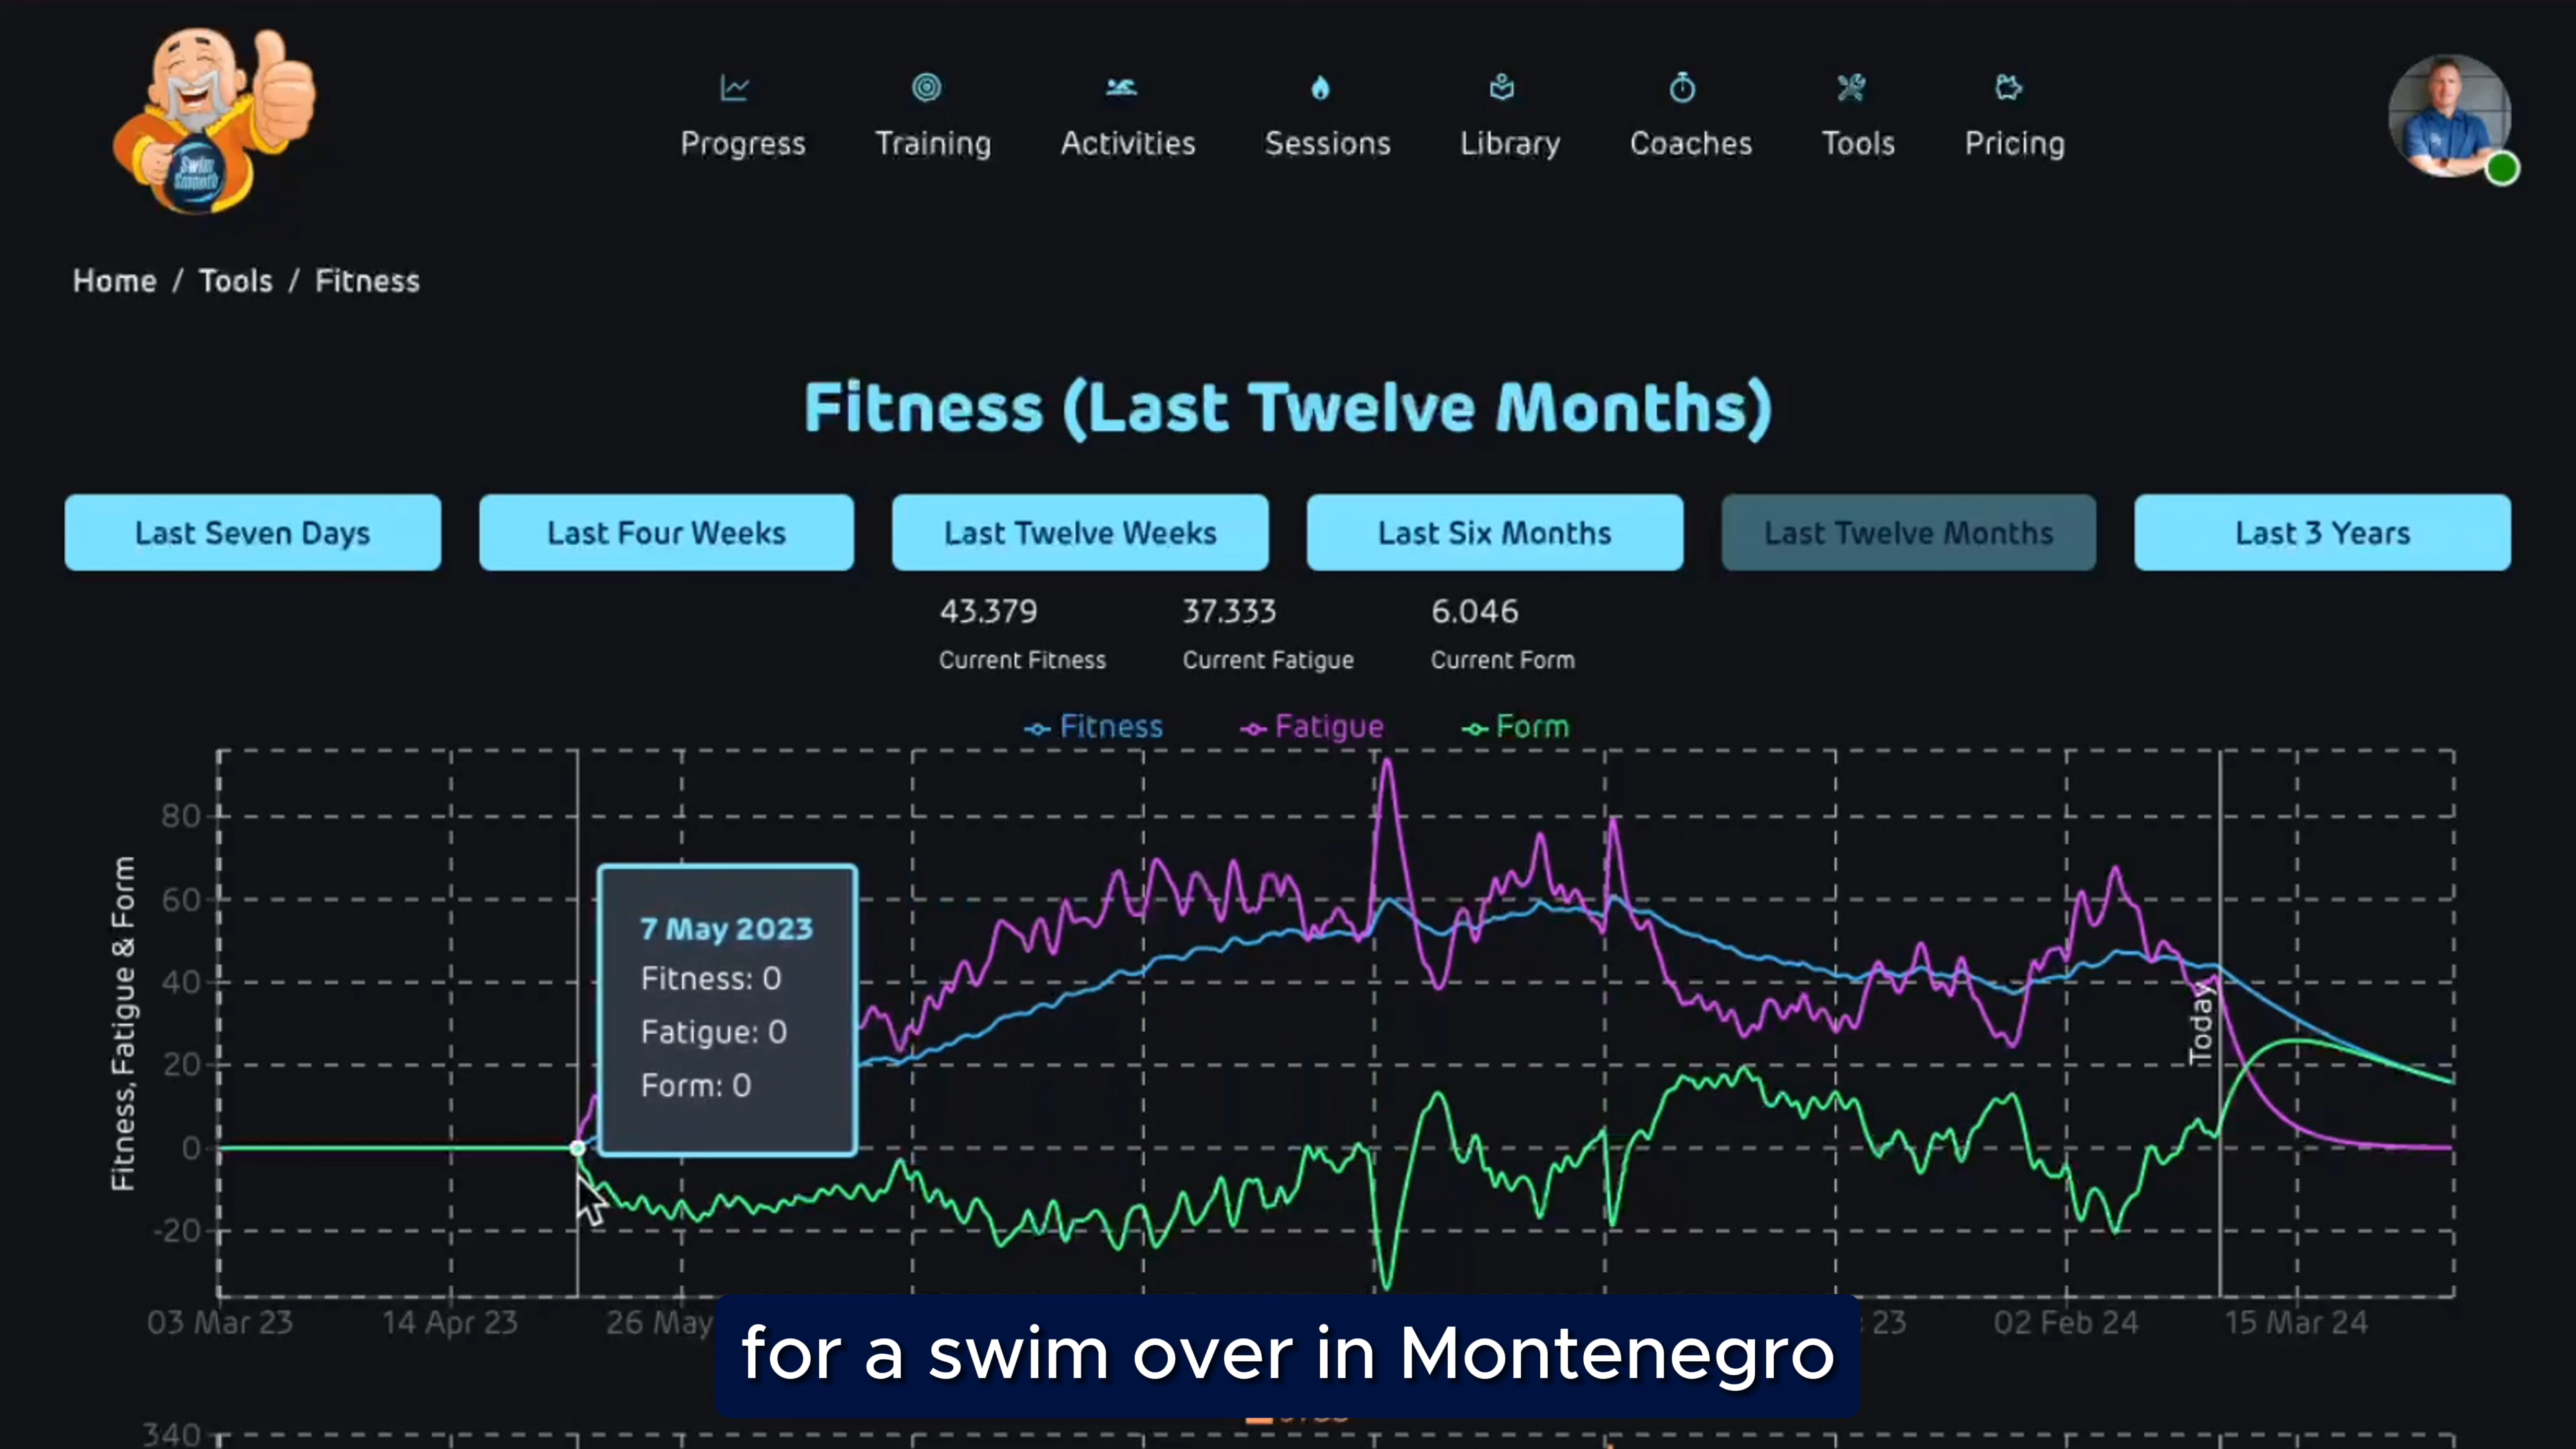 Swim
Smooth
Progress
Training
Activities
Sessions
Library
Coaches
Tools
Pricing
Home / Tools / Fitness
Fitness (Last Twelve Months)
Last Seven Days
Last Four Weeks
Last Twelve Weeks
Last Six Months
Last Twelve Months
Last 3 Years
43.379
Current Fitness
37.333
Current Fatigue
6.046
Current Form
Fitness
Fatigue
Form
Fitness, Fatigue & Form
80
60
40
20
0
-20
7 May 2023
Fitness: 0
Fatigue: 0
Form: 0
Today
03 Mar 23
14 Apr 23
26 May
23
02 Feb 24
15 Mar 24
for a swim over in Montenegro
340